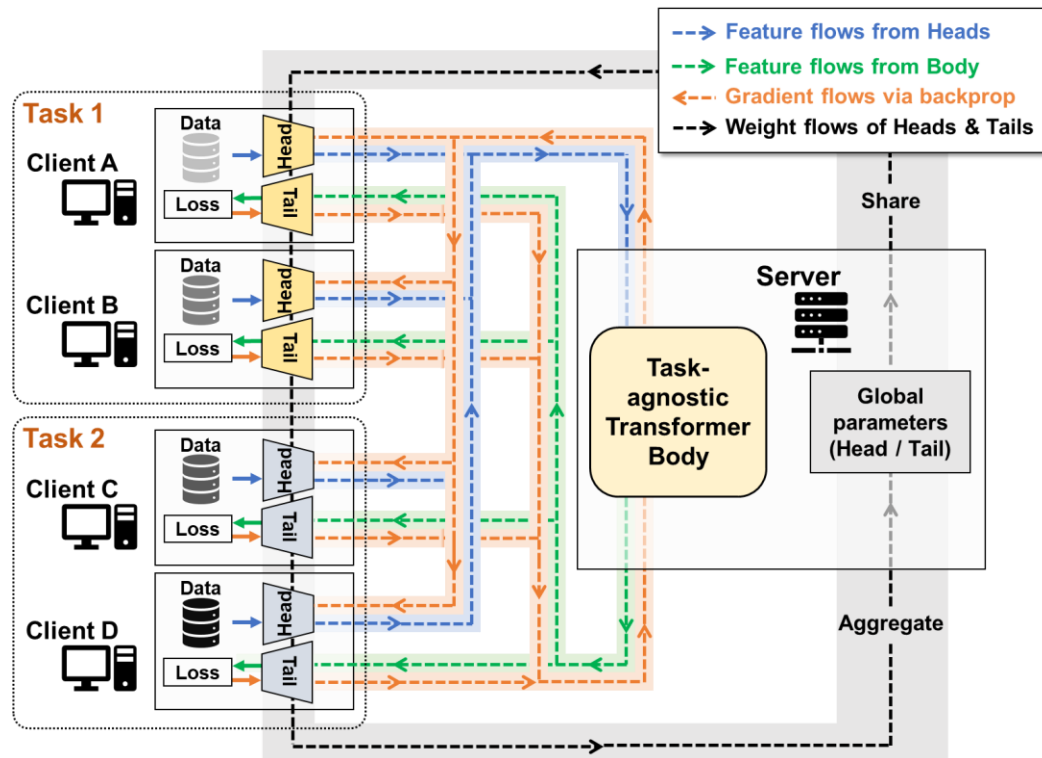 Feature flows from Heads
Feature flows from Body
Gradient flows via backprop
Weight flows of Heads & Tails
Task 1
Client A
Data
Head
Loss
Tail
Client B
Data
Head
Loss
Tail
Task 2
Client C
Data
Head
Loss
Tail
Client D
Data
Head
Loss
Tail
Share
Server
Task-
agnostic
Transformer
Body
Global
parameters
(Head / Tail)
Aggregate